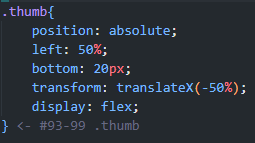 .thumb{
    position: absolute;
    left: 50%;
    bottom: 20px;
    transform: translateX(-50%);
    display: flex;
} <- #93-99 .thumb